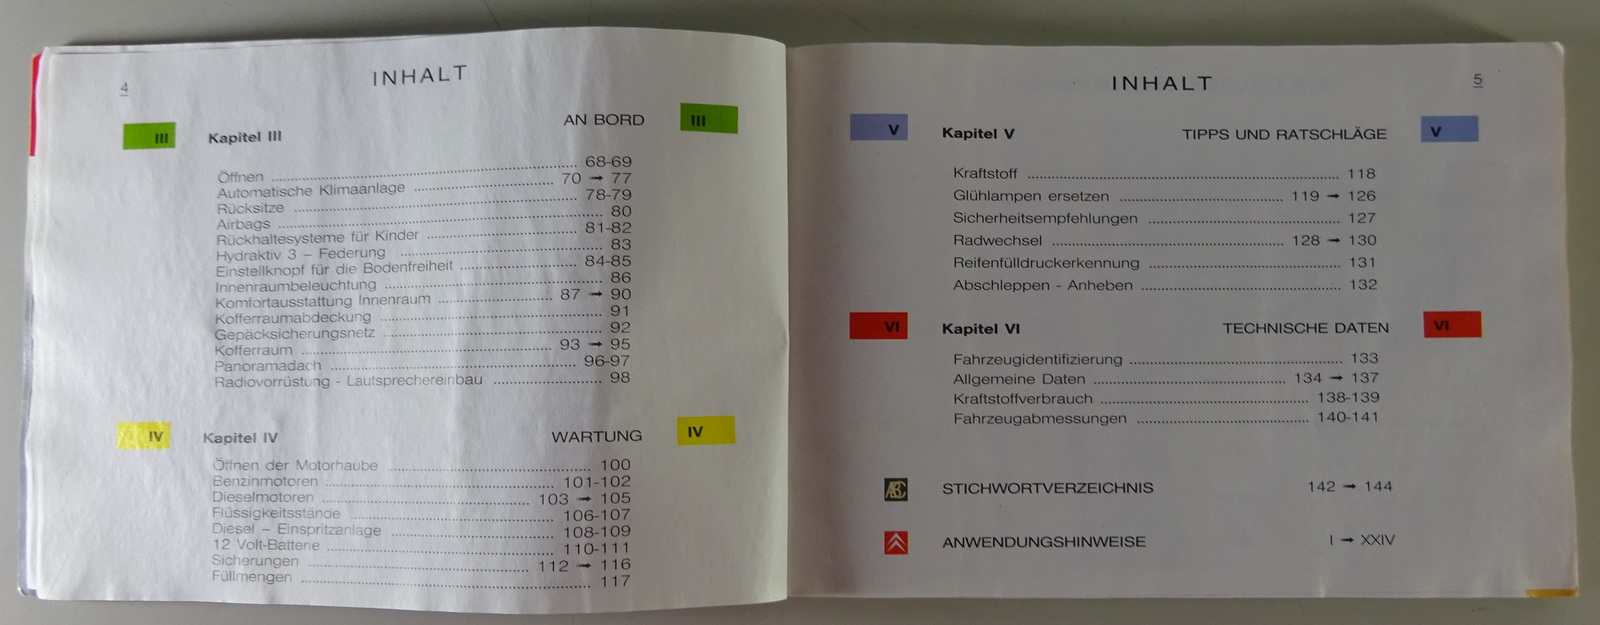 4
INHALT
III Kapitel III AN BORD III
Öffnen 68-69
Automatische Klimaanlage 70 → 77
Rücksitze 78-79
Airbags 80
Rückhaltesysteme für Kinder 81-82
Hydraktiv 3 – Federung 83
Einstellknopf für die Bodenfreiheit 84-85
Innenraumbeleuchtung 86
Komfortausstattung Innenraum 87 → 90
Kofferraumabdeckung 91
Gepäcksicherungsnetz 92
Kofferraum 93 → 95
Panoramadach 96-97
Radiovorrüstung - Lautsprechereinbau 98
IV Kapitel IV WARTUNG IV
Öffnen der Motorhaube 100
Benzinmotoren 101-102
Dieselmotoren 103 → 105
Flüssigkeitsstände 106-107
Diesel – Einspritzanlage 108-109
12 Volt-Batterie 110-111
Sicherungen 112 → 116
Füllmengen 117
INHALT
5
V Kapitel V TIPPS UND RATSCHLÄGE V
Kraftstoff 118
Glühlampen ersetzen 119 → 126
Sicherheitsempfehlungen 127
Radwechsel 128 → 130
Reifenfülldruckerkennung 131
Abschleppen - Anheben 132
VI Kapitel VI TECHNISCHE DATEN VI
Fahrzeugidentifizierung 133
Allgemeine Daten 134 → 137
Kraftstoffverbrauch 138-139
Fahrzeugabmessungen 140-141
ABC STICHWORTVERZEICHNIS 142 → 144
ANWENDUNGSHINWEISE I → XXIV